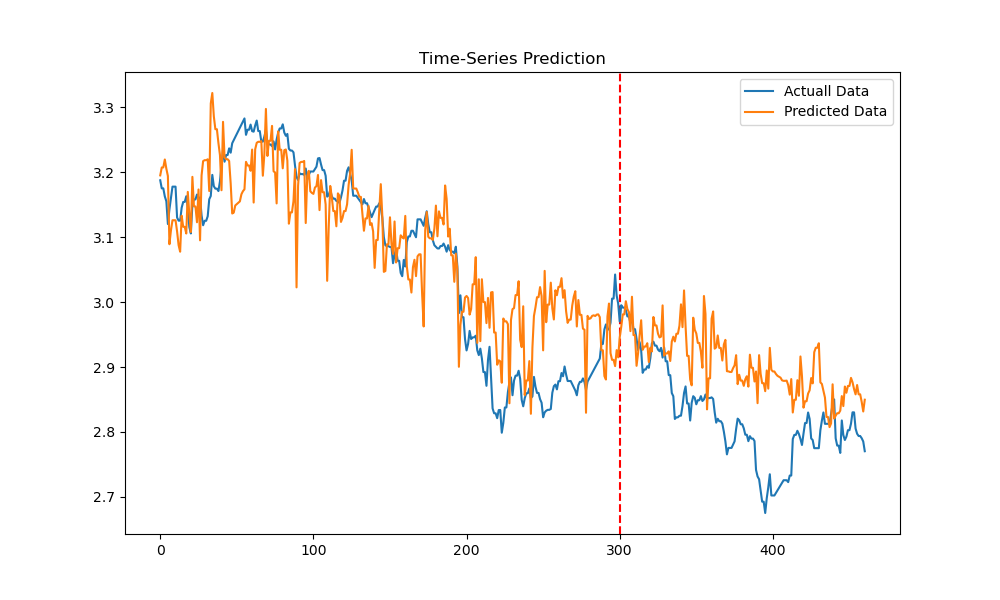 Time-Series Prediction
Actuall Data
Predicted Data
3.3
3.2
3.1
3.0
2.9
2.8
2.7
0 100 200 300 400